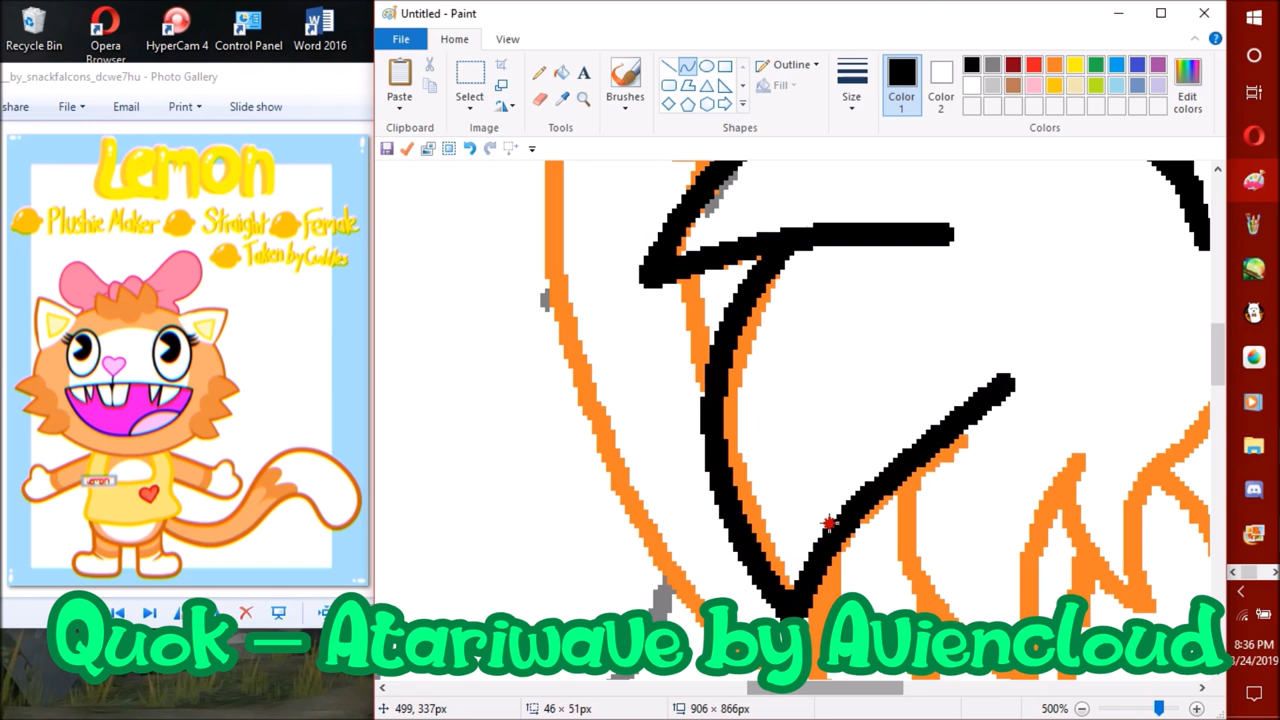 Recycle Bin
Opera Browser
HyperCam 4
Control Panel
Word 2016
_by_snackfalcons_dcwe7hu - Photo Gallery
share
File
Email
Print
Slide show
Lemon
Plushie Maker
Straight
Female
Taken by Cuddles
Lemon
Untitled - Paint
File
Home
View
Paste
Select
Brushes
Outline
Fill
Size
Color 1
Color 2
Edit colors
Clipboard
Image
Tools
Shapes
Colors
Quok – Atariwave by Aviencloud
499, 337px
46 × 51px
906 × 866px
500%
8:36 PM
3/24/2019